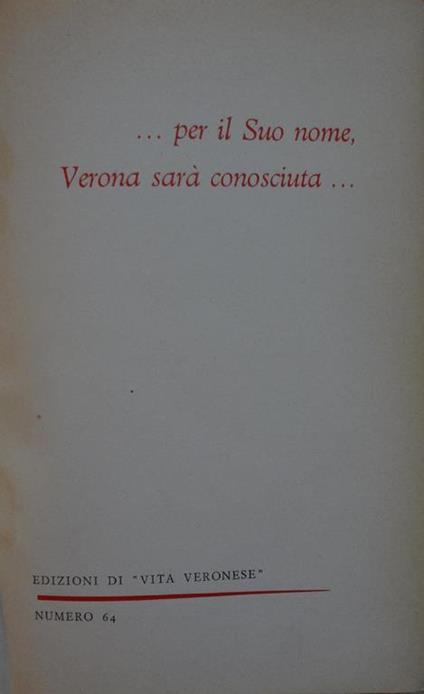 ... per il Suo nome,
Verona sarà conosciuta ...
EDIZIONI DI "VITA VERONESE"
NUMERO 64